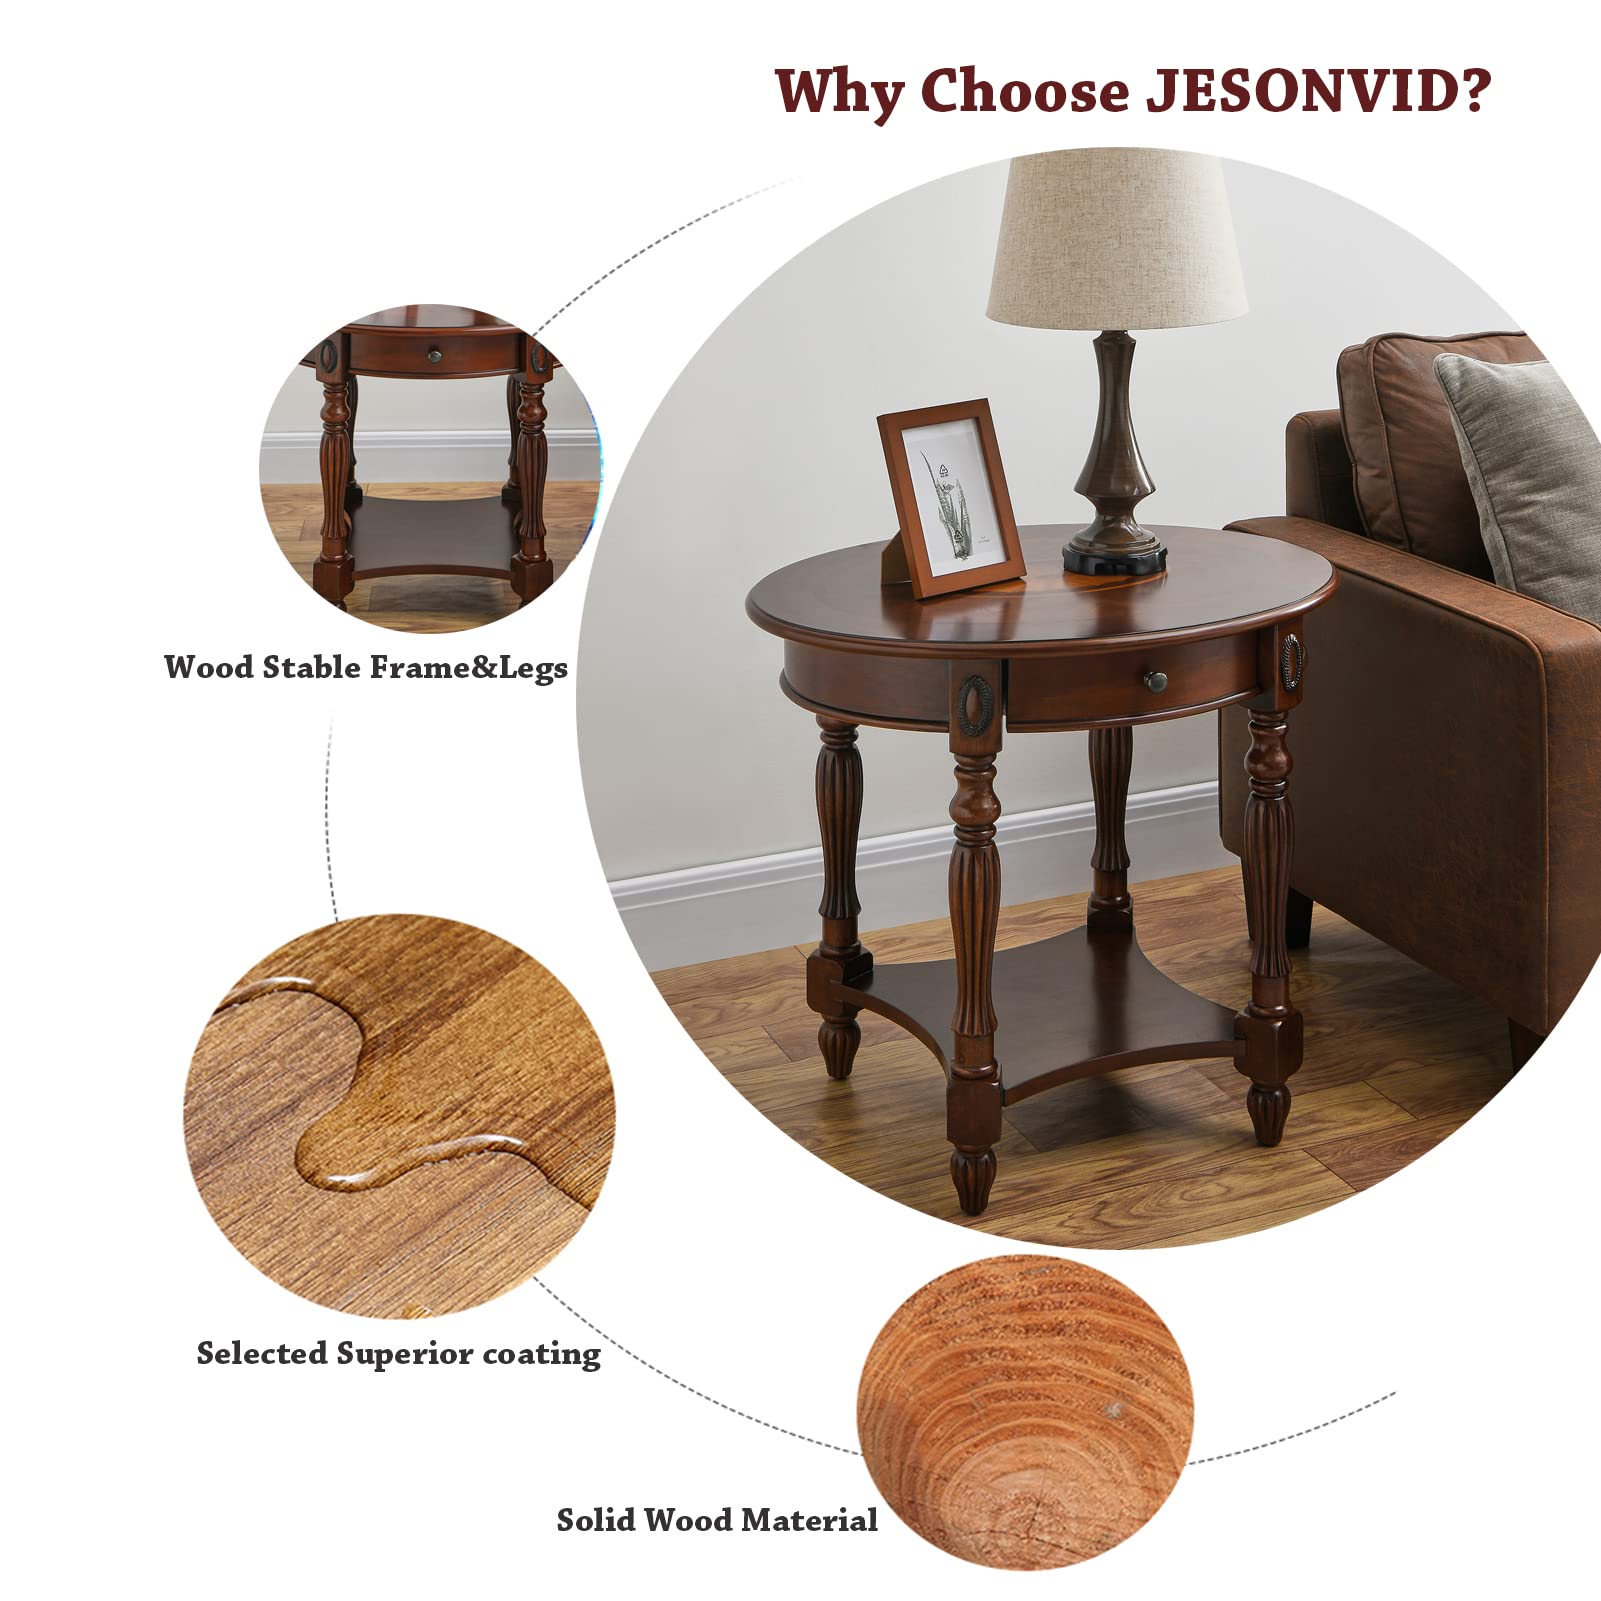 Why Choose JESONVID?
Wood Stable Frame&Legs
Selected Superior coating
Solid Wood Material